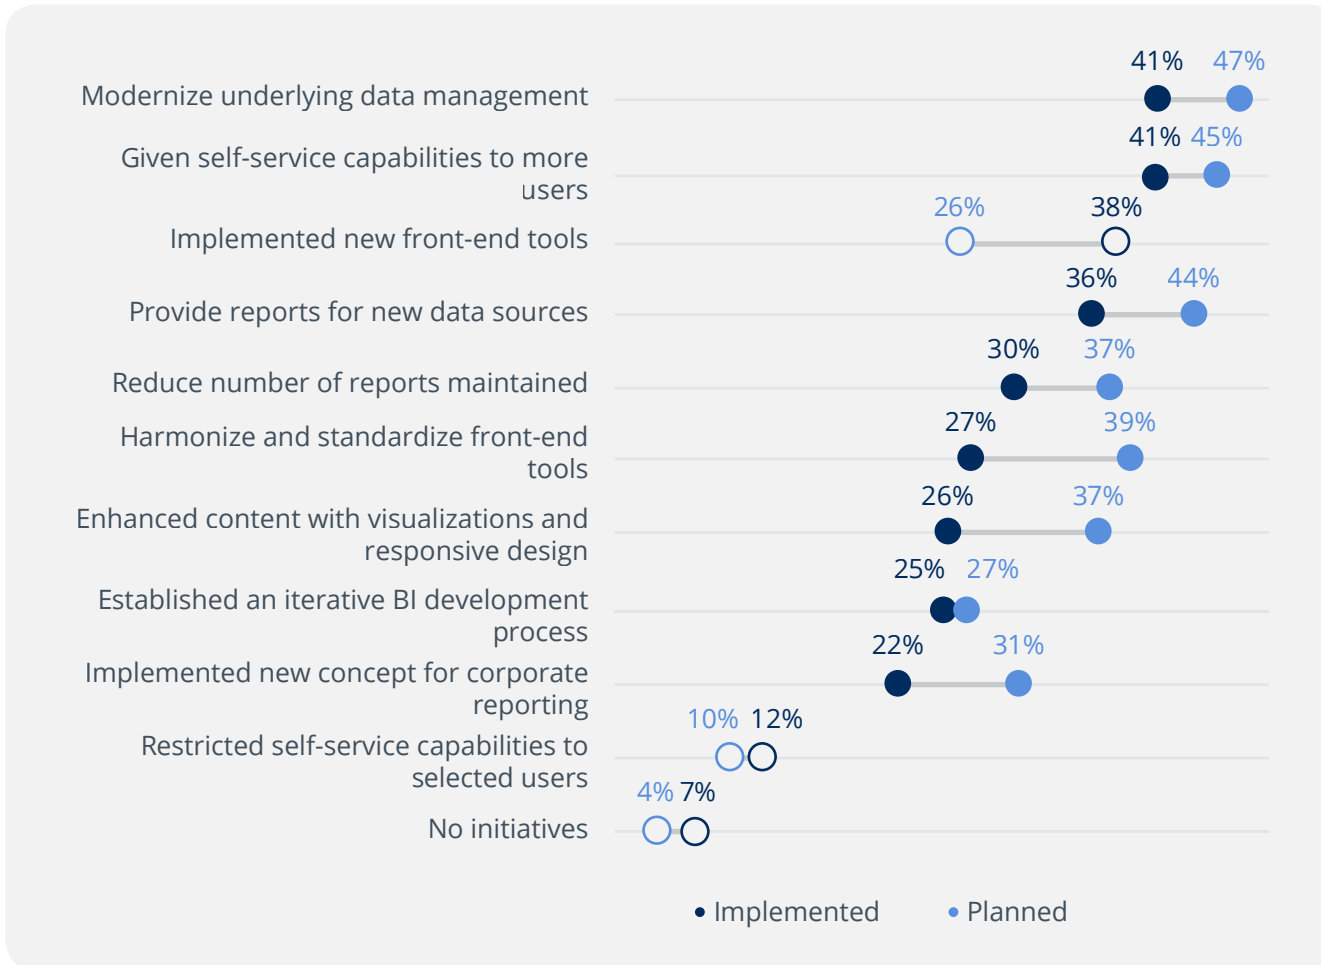 41% 47%
Modernize underlying data management
41% 45%
Given self-service capabilities to more
users
26% 38%
Implemented new front-end tools
36% 44%
Provide reports for new data sources
30% 37%
Reduce number of reports maintained
27% 39%
Harmonize and standardize front-end
tools
26% 37%
Enhanced content with visualizations and
responsive design
25% 27%
Established an iterative BI development
process
22% 31%
Implemented new concept for corporate
reporting
10% 12%
Restricted self-service capabilities to
selected users
4% 7%
No initiatives
Implemented Planned